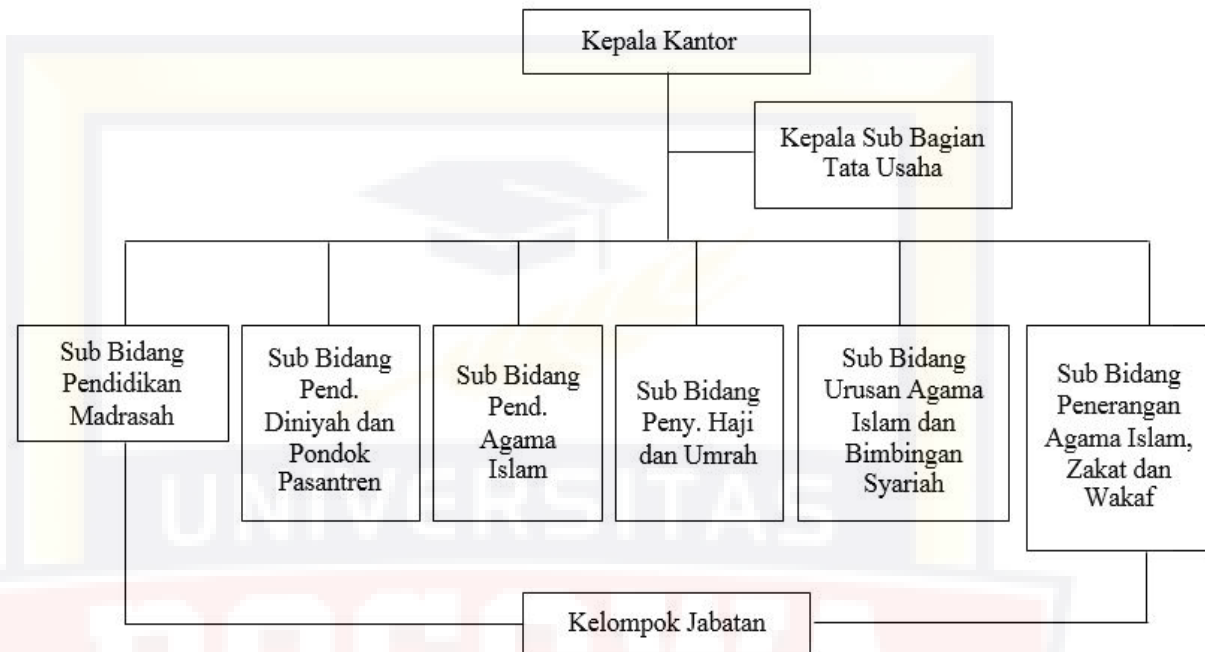 Kepala Kantor
Kepala Sub Bagian
Tata Usaha
Sub Bidang
Pendidikan
Madrasah
Sub Bidang
Pend.
Diniyah dan
Pondok
Pasantren
Sub Bidang
Pend.
Agama
Islam
Sub Bidang
Peny. Haji
dan Umrah
Sub Bidang
Urusan Agama
Islam dan
Bimbingan
Syariah
Sub Bidang
Penerangan
Agama Islam,
Zakat dan
Wakaf
UNIVERSITAS
Kelompok Jabatan